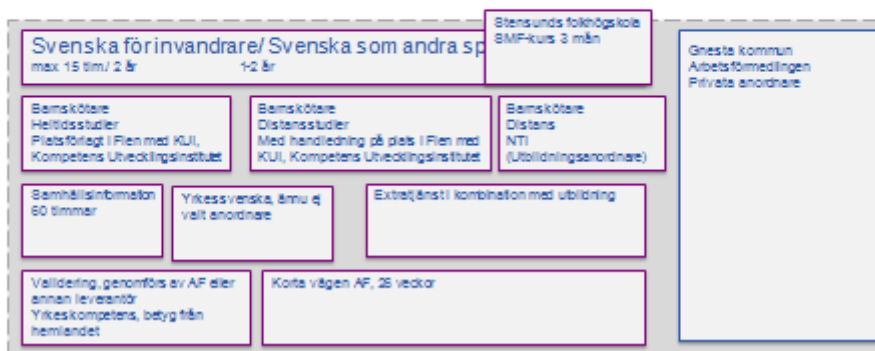 Stensunds folkhögskola
SMF-kurs 3 mån
Svenska för invandrare/ Svenska som andra sp
max 15 tim/ 2 år 1-2 år
Gnesta kommun
Arbetsförmedlingen
Privata anordnare
Barnskötare
Heltidsstudier
Platsförlagt i Flen med KUI,
Kompetens Utvecklingsinstitutet
Barnskötare
Distansstudier
Med handledning på plats i Flen med
KUI, Kompetens Utvecklingsinstitutet
Barnskötare
Distans
NTI
(Utbildningsanordnare)
Samhällsinformation
60 timmar
Yrkessvenska, ännu ej
valt anordnare
Extratjänst i kombination med utbildning
Validering, genomförs av AF eller
annan leverantör
Yrkeskompetens, betyg från
hemlandet
Korta vägen AF, 26 veckor